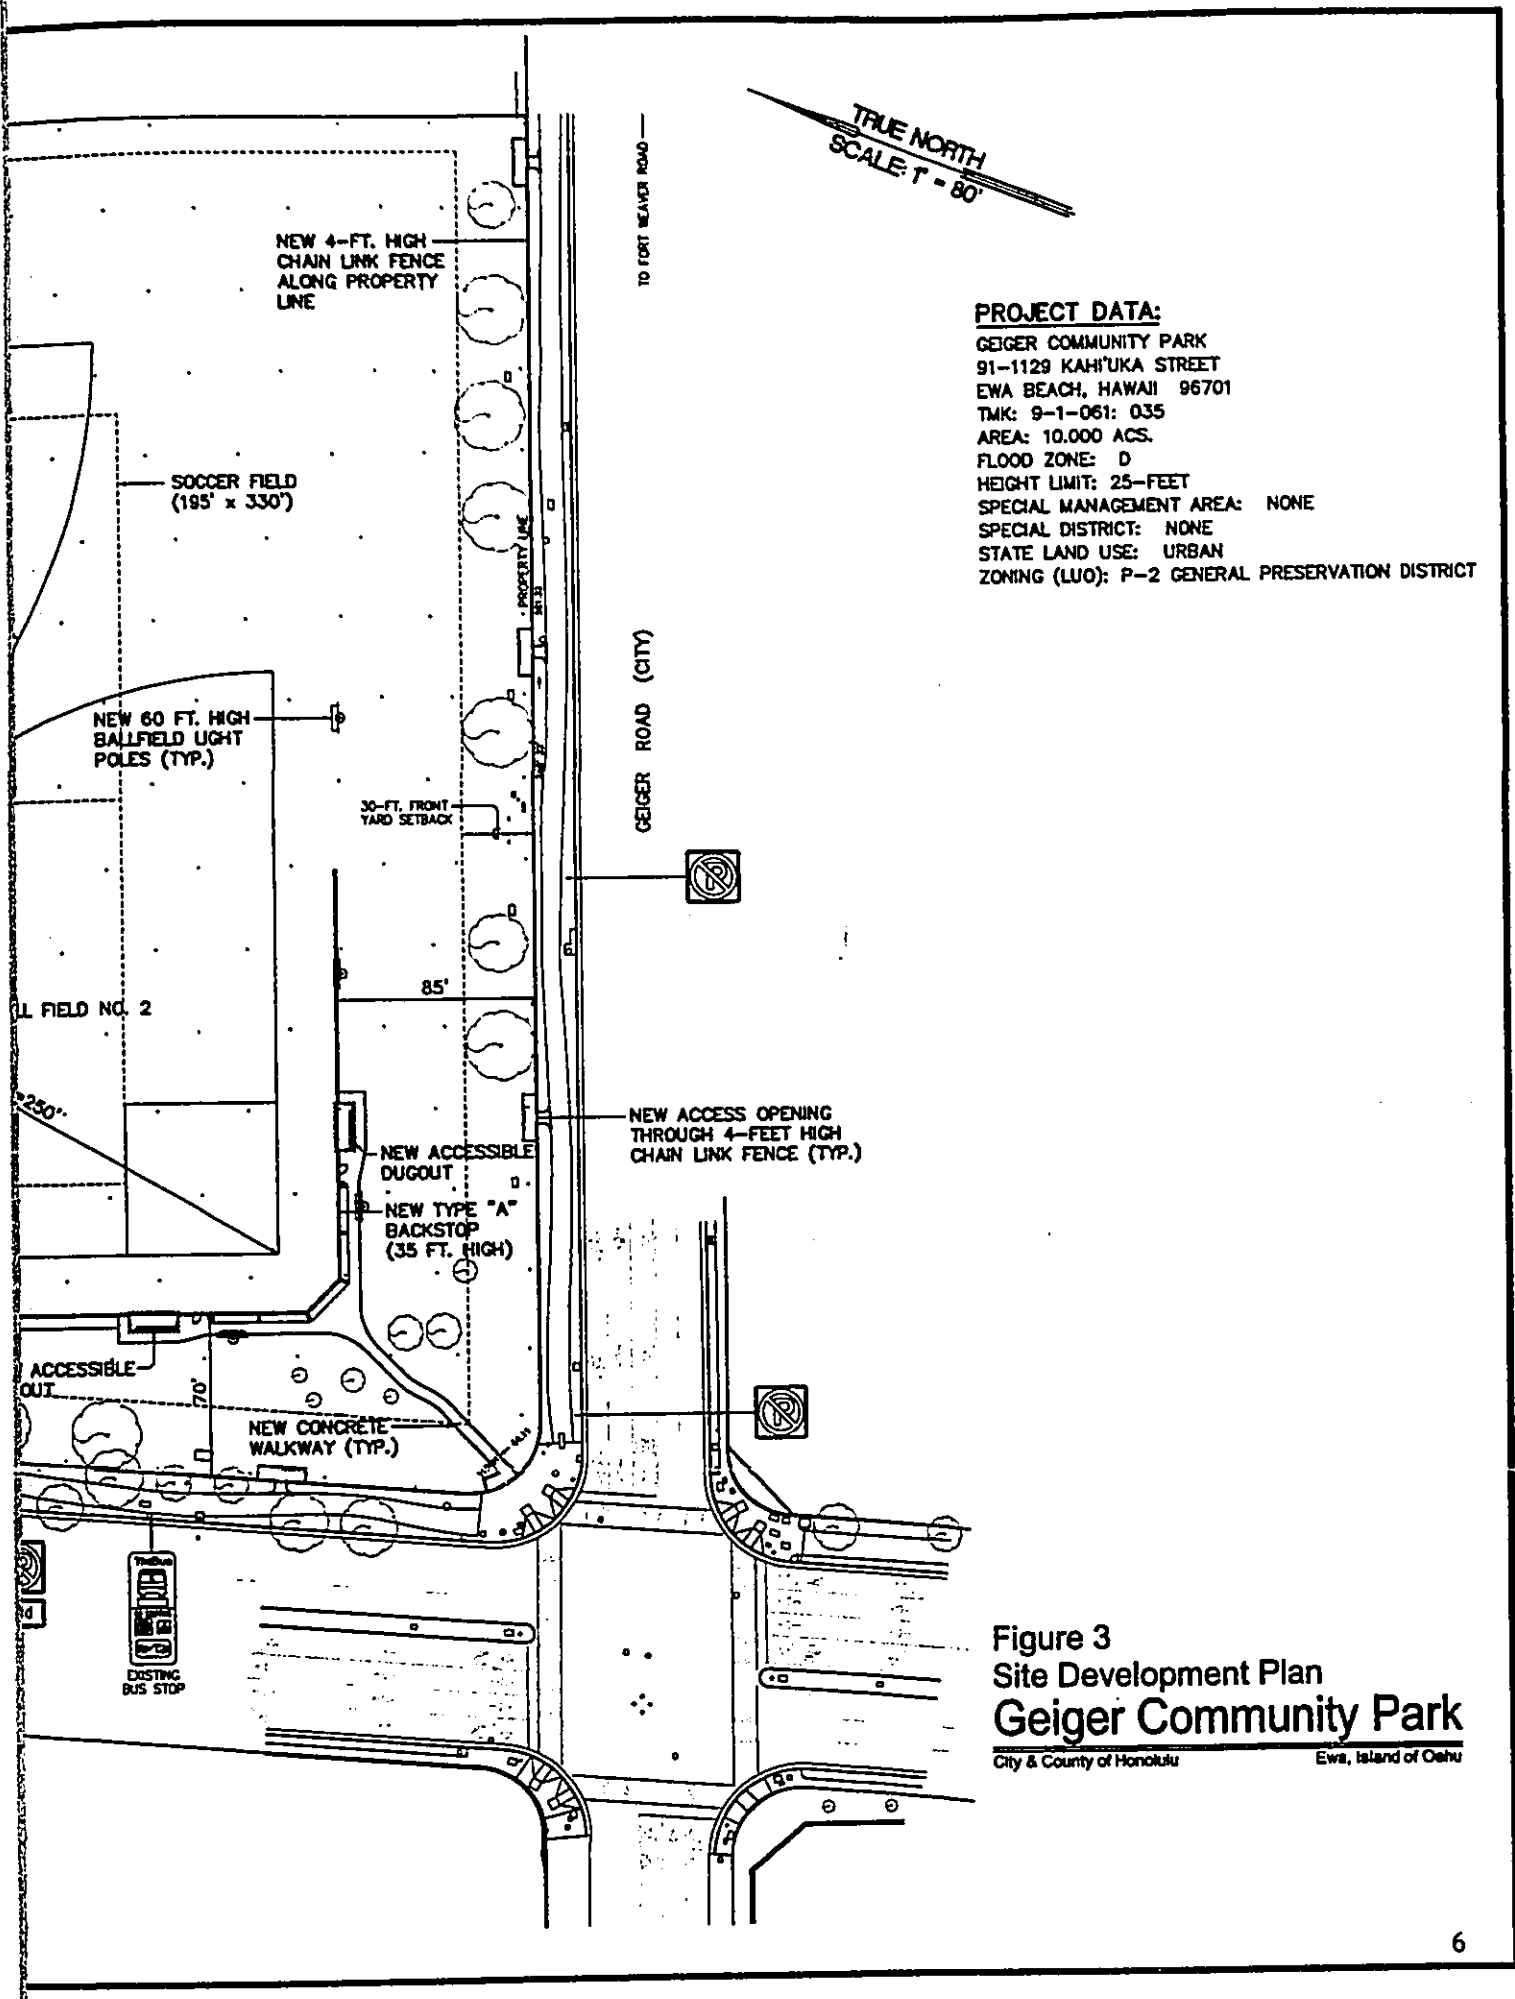 TRUE NORTH
SCALE: 1" = 80'
TO FORT WEAVER ROAD
NEW 4-FT. HIGH
CHAIN LINK FENCE
ALONG PROPERTY
LINE
PROJECT DATA:
GEIGER COMMUNITY PARK
91-1129 KAHI'UKA STREET
EWA BEACH, HAWAII 96701
TMK: 9-1-061: 035
AREA: 10.000 ACS.
FLOOD ZONE: D
HEIGHT LIMIT: 25-FEET
SPECIAL MANAGEMENT AREA: NONE
SPECIAL DISTRICT: NONE
STATE LAND USE: URBAN
ZONING (LUO): P-2 GENERAL PRESERVATION DISTRICT
SOCCER FIELD
(195' x 330')
PROPERTY LINE
GEIGER ROAD (CITY)
NEW 60 FT. HIGH
BALLFIELD LIGHT
POLES (TYP.)
30-FT. FRONT
YARD SETBACK
P
85'
LL FIELD NO. 2
=250'
NEW ACCESS OPENING
THROUGH 4-FEET HIGH
CHAIN LINK FENCE (TYP.)
NEW ACCESSIBLE
DUGOUT
NEW TYPE "A"
BACKSTOP
(35 FT. HIGH)
ACCESSIBLE
OUT
70'
NEW CONCRETE
WALKWAY (TYP.)
P
TheBus
EXISTING
BUS STOP
Figure 3
Site Development Plan
Geiger Community Park
City & County of Honolulu
Ewa, Island of Oahu
6